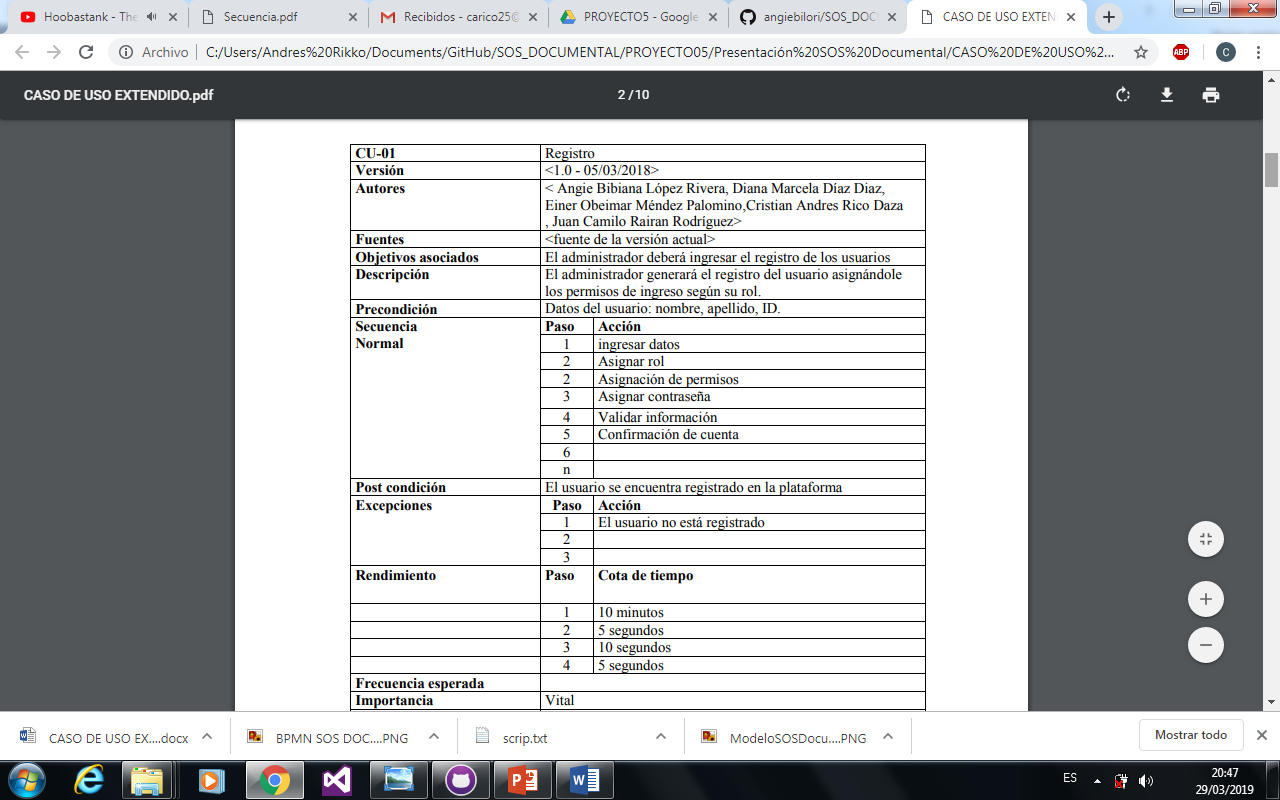 Hoobastank - The
Secuencia.pdf
Recibidos - carico25@
PROYECTO5 - Google
angiebilori/SOS_DOC
CASO DE USO EXTEN
Archivo
C:/Users/Andres%20Rikko/Documents/GitHub/SOS_DOCUMENTAL/PROYECTO05/Presentación%20SOS%20Documental/CASO%20DE%20USO%2...
ABP
C
CASO DE USO EXTENDIDO.pdf
2 / 10
CU-01 Registro
Versión <1.0 - 05/03/2018>
Autores < Angie Bibiana López Rivera, Diana Marcela Díaz Diaz,
Einer Obeimar Méndez Palomino,Cristian Andres Rico Daza
, Juan Camilo Rairan Rodríguez>
Fuentes <fuente de la versión actual>
Objetivos asociados El administrador deberá ingresar el registro de los usuarios
Descripción El administrador generará el registro del usuario asignándole
los permisos de ingreso según su rol.
Precondición Datos del usuario: nombre, apellido, ID.
Secuencia Paso Acción
Normal 1 ingresar datos
2 Asignar rol
2 Asignación de permisos
3 Asignar contraseña
4 Validar información
5 Confirmación de cuenta
6
n
Post condición El usuario se encuentra registrado en la plataforma
Excepciones Paso Acción
1 El usuario no está registrado
2
3
Rendimiento Paso Cota de tiempo
1 10 minutos
2 5 segundos
3 10 segundos
4 5 segundos
Frecuencia esperada
Importancia Vital
CASO DE USO EX....docx
BPMN SOS DOC....PNG
scrip.txt
ModeloSOSDocu....PNG
Mostrar todo
ES
20:47
29/03/2019